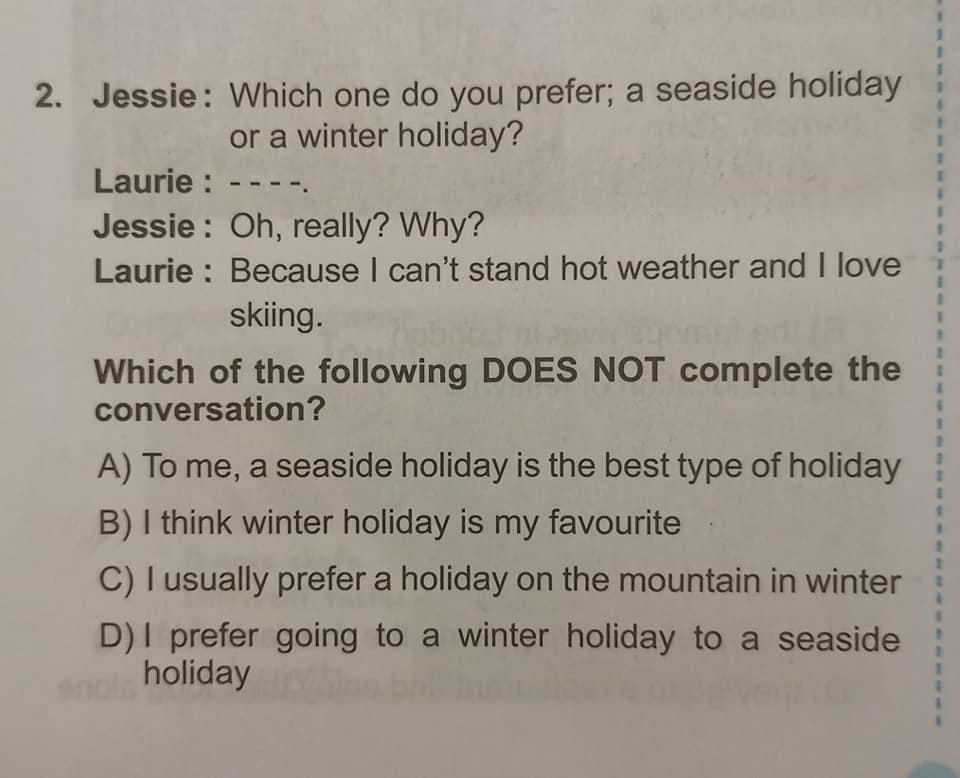 2. Jessie : Which one do you prefer; a seaside holiday
or a winter holiday?
Laurie : - - - -.
Jessie : Oh, really? Why?
Laurie : Because I can't stand hot weather and I love
skiing.
Which of the following DOES NOT complete the
conversation?
A) To me, a seaside holiday is the best type of holiday
B) I think winter holiday is my favourite
C) I usually prefer a holiday on the mountain in winter
D) I prefer going to a winter holiday to a seaside
holiday